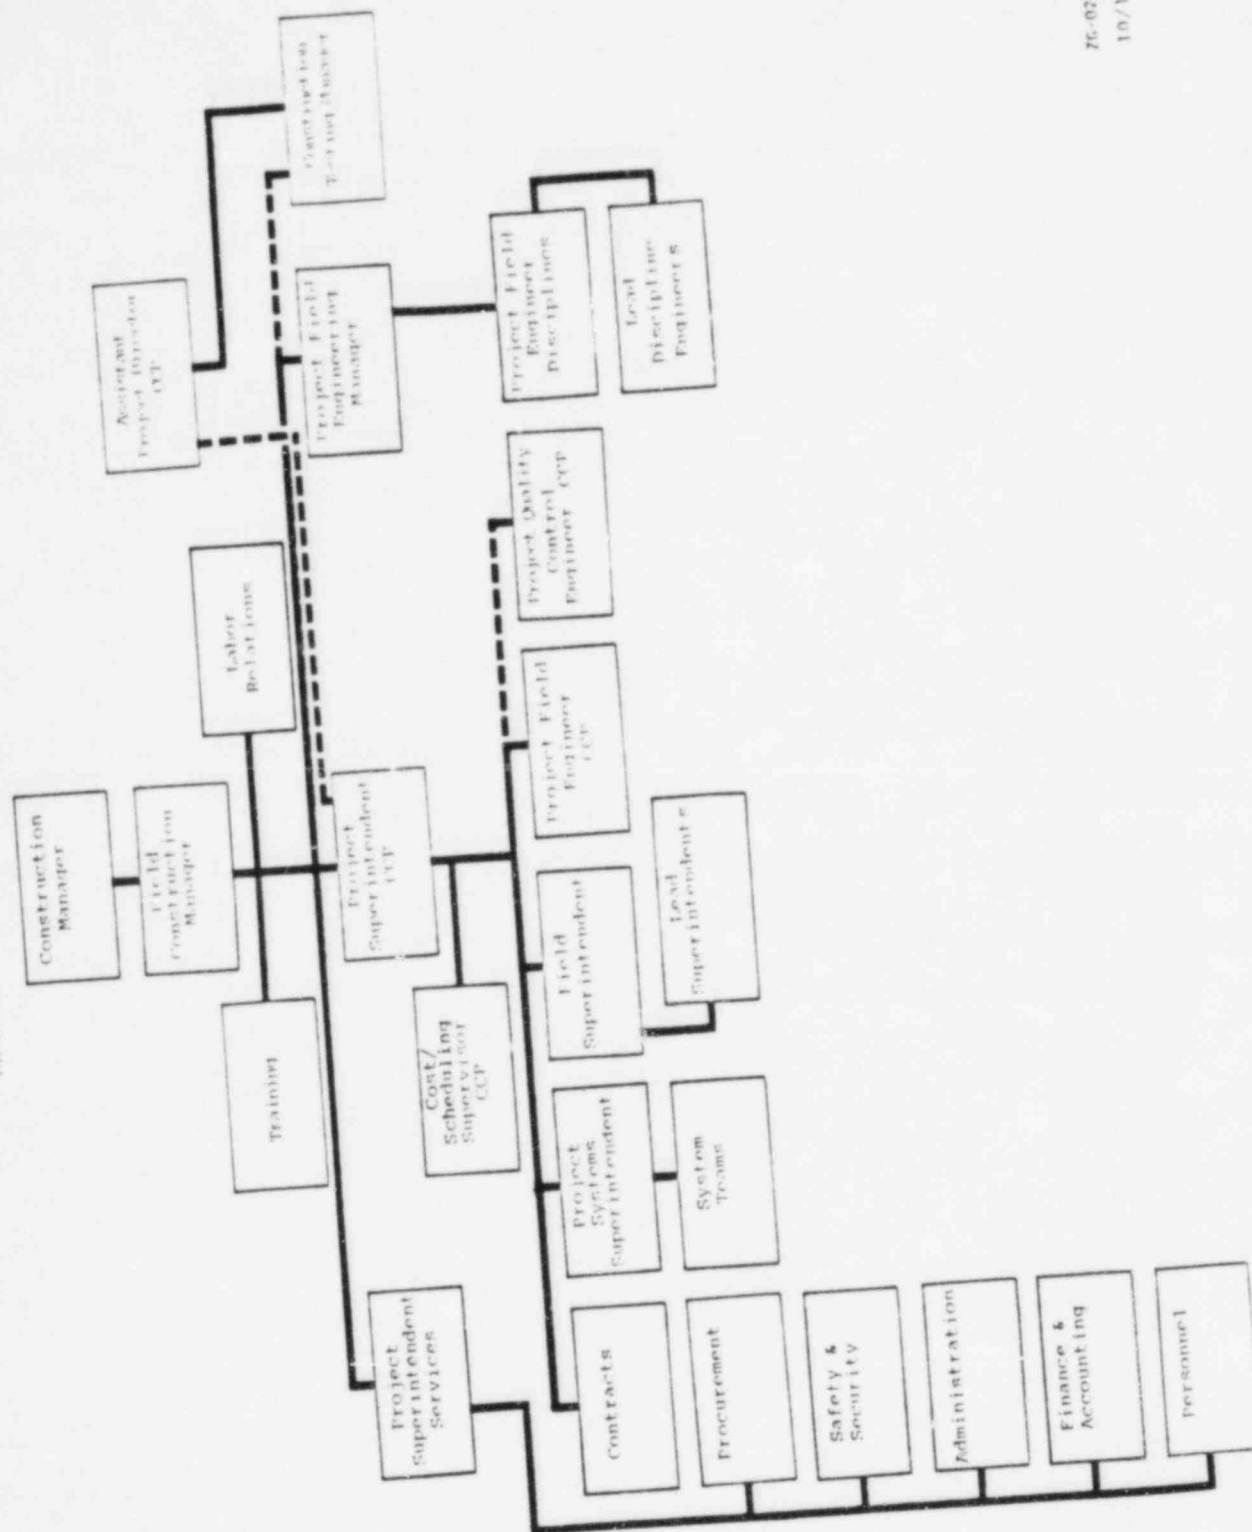 Construction
Manager
Field
Construction
Manager
Training
Labor
Relations
Assistant
Project Director
CCP
Construction
Project
Superintendent
Services
Project
Superintendent
CCP
Project Field
Engineering
Manager
Cost/
Scheduling
Supervisor
CCP
Contracts
Project
Systems
Superintendent
Field
Superintendent
Project Field
Engineer
CCP
Project Quality
Control
Engineer CCP
Project Field
Engineer
Disciplines
Procurement
System
Teams
Lead
Superintendents
Lead
Discipline
Engineers
Safety &
Security
Administration
Finance &
Accounting
Personnel